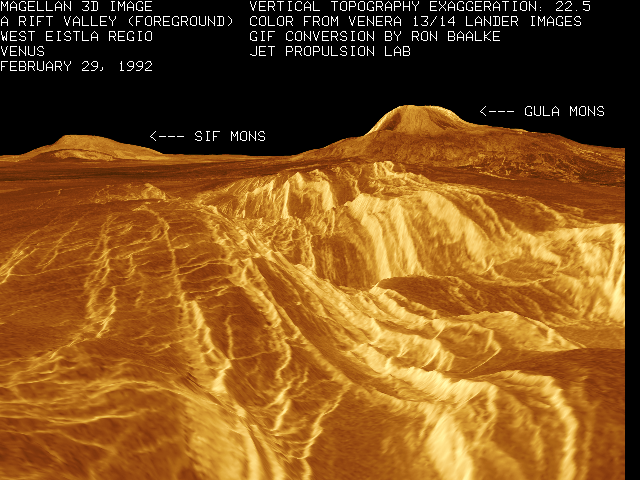 MAGELLAN 3D IMAGE
A RIFT VALLEY (FOREGROUND)
WEST EISTLA REGIO
VENUS
FEBRUARY 29, 1992
VERTICAL TOPOGRAPHY EXAGGERATION: 22.5
COLOR FROM VENERA 13/14 LANDER IMAGES
GIF CONVERSION BY RON BAALKE
JET PROPULSION LAB
<--- GULA MONS
<--- SIF MONS